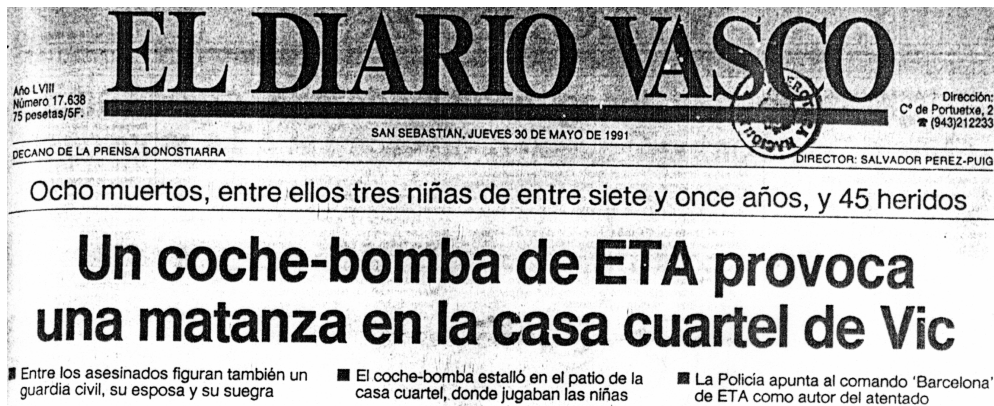 EL DIARIO VASCO
Año LVIII
Número 17.638
75 pesetas/5F.
Dirección:
Cº de Portuetxe, 2
☎ (943)212233
SAN SEBASTIAN, JUEVES 30 DE MAYO DE 1991
DECANO DE LA PRENSA DONOSTIARRA
DIRECTOR: SALVADOR PEREZ-PUIG
Ocho muertos, entre ellos tres niñas de entre siete y once años, y 45 heridos
Un coche-bomba de ETA provoca
una matanza en la casa cuartel de Vic
Entre los asesinados figuran también un
guardia civil, su esposa y su suegra
El coche-bomba estalló en el patio de la
casa cuartel, donde jugaban las niñas
La Policía apunta al comando 'Barcelona'
de ETA como autor del atentado